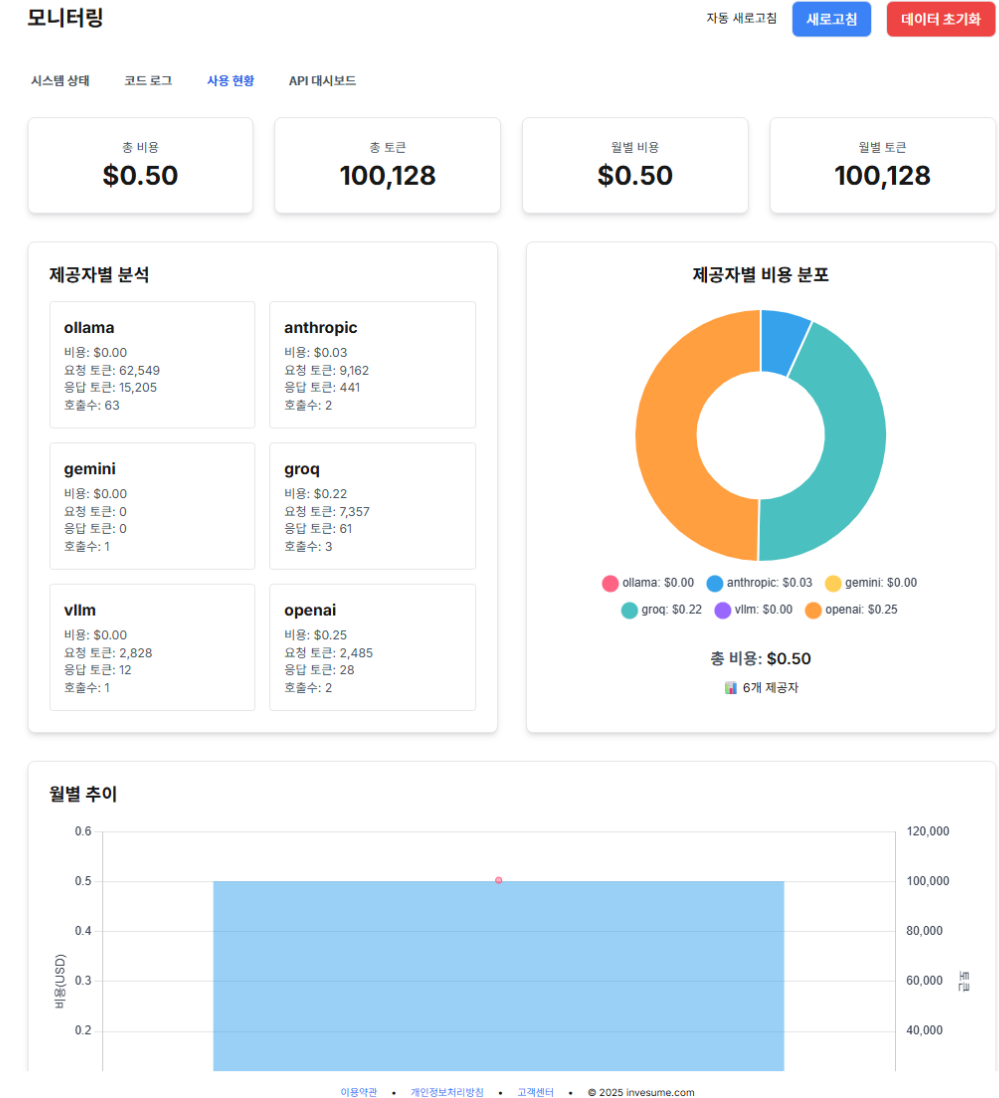 모니터링
자동 새로고침 새로고침 데이터 초기화
시스템 상태 코드 로그 사용 현황 API 대시보드
총 비용
$0.50
총 토큰
100,128
월별 비용
$0.50
월별 토큰
100,128
제공자별 분석
ollama
비용: $0.00
요청 토큰: 62,549
응답 토큰: 15,205
호출수: 63
anthropic
비용: $0.03
요청 토큰: 9,162
응답 토큰: 441
호출수: 2
gemini
비용: $0.00
요청 토큰: 0
응답 토큰: 0
호출수: 1
groq
비용: $0.22
요청 토큰: 7,357
응답 토큰: 61
호출수: 3
vllm
비용: $0.00
요청 토큰: 2,828
응답 토큰: 12
호출수: 1
openai
비용: $0.25
요청 토큰: 2,485
응답 토큰: 28
호출수: 2
제공자별 비용 분포
ollama: $0.00 anthropic: $0.03 gemini: $0.00
groq: $0.22 vllm: $0.00 openai: $0.25
총 비용: $0.50
📊 6개 제공자
월별 추이
0.6
0.5
0.4
0.3
0.2
비용(USD)
120,000
100,000
80,000
60,000
40,000
토큰
이용약관 • 개인정보처리방침 • 고객센터 • © 2025 invesume.com